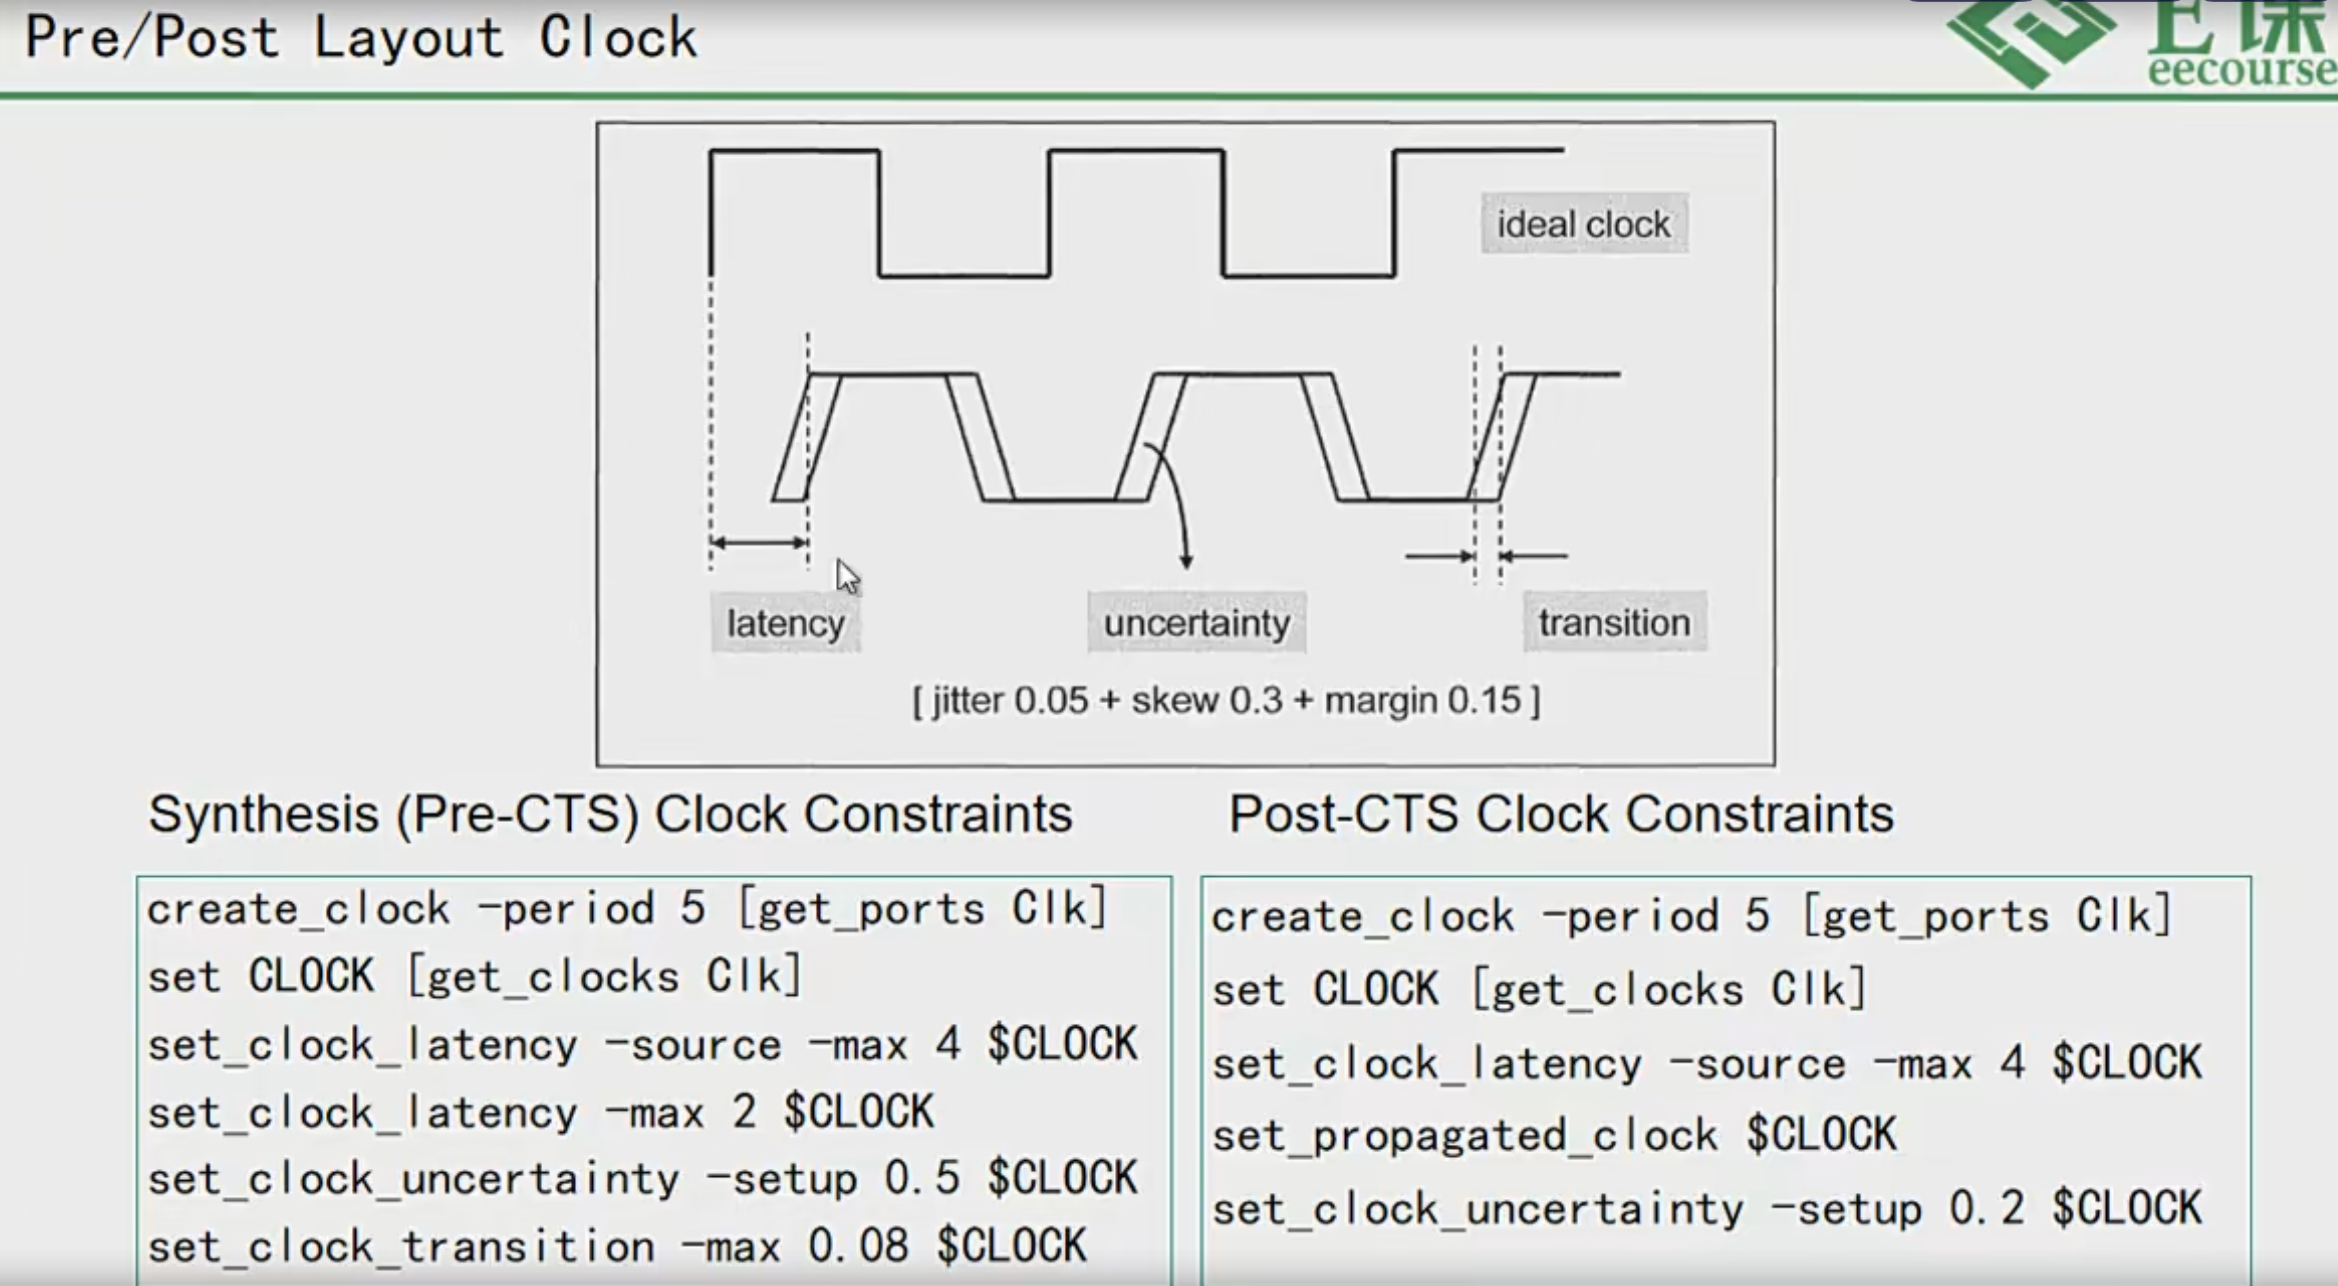 Pre/Post Layout Clock
E课
eecourse
ideal clock
latency
uncertainty
transition
[ jitter 0.05 + skew 0.3 + margin 0.15 ]
Synthesis (Pre-CTS) Clock Constraints
create_clock -period 5 [get_ports Clk]
set CLOCK [get_clocks Clk]
set_clock_latency -source -max 4 $CLOCK
set_clock_latency -max 2 $CLOCK
set_clock_uncertainty -setup 0.5 $CLOCK
set_clock_transition -max 0.08 $CLOCK
Post-CTS Clock Constraints
create_clock -period 5 [get_ports Clk]
set CLOCK [get_clocks Clk]
set_clock_latency -source -max 4 $CLOCK
set_propagated_clock $CLOCK
set_clock_uncertainty -setup 0.2 $CLOCK